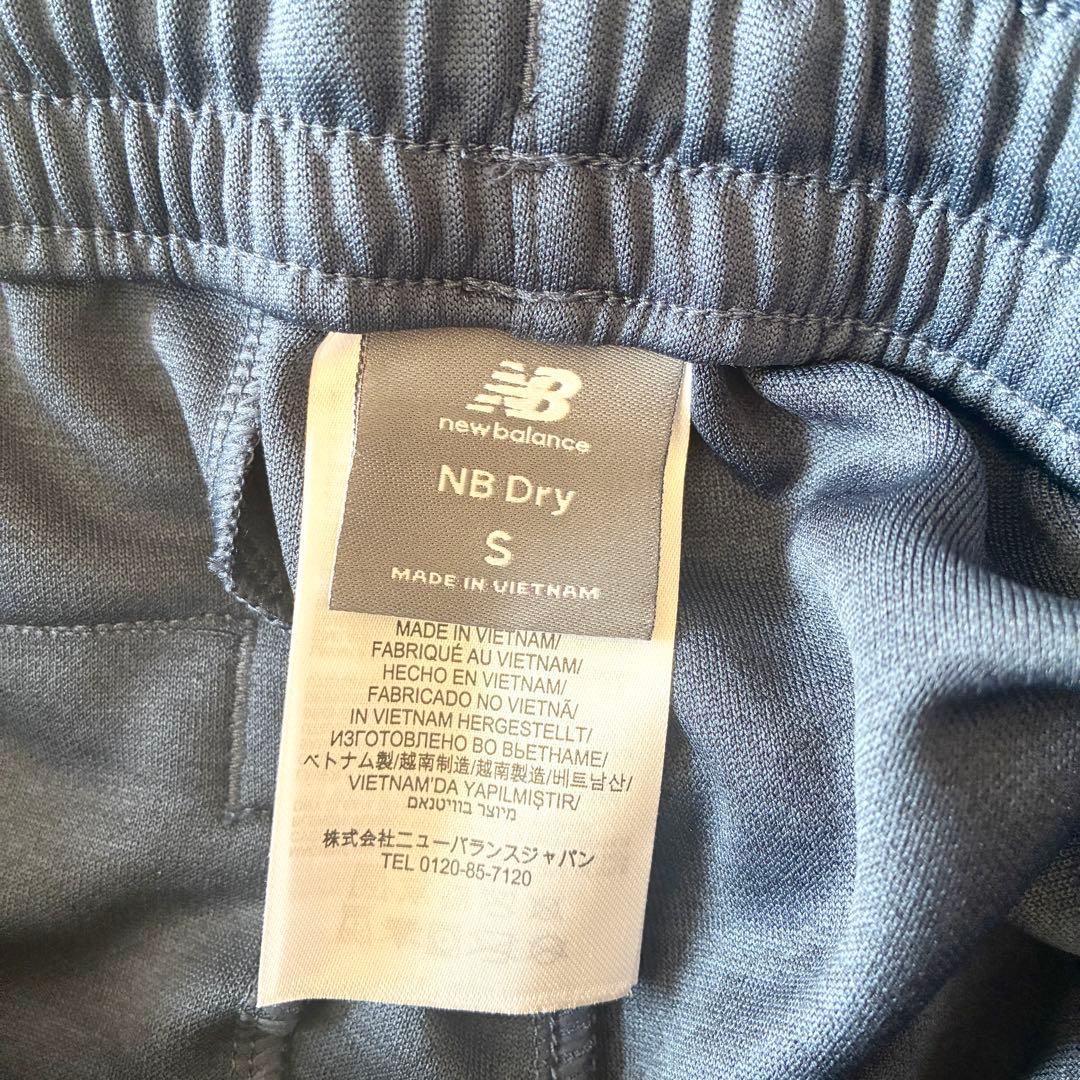 NB
new balance
NB Dry
S
MADE IN VIETNAM
MADE IN VIETNAM/
FABRIQUÉ AU VIETNAM/
HECHO EN VIETNAM/
FABRICADO NO VIETNÃ/
IN VIETNAM HERGESTELLT/
ИЗГОТОВЛЕНО ВО ВЬЕТНАМЕ/
ベトナム製/越南制造/越南製造/베트남산/
VIETNAM'DA YAPILMIŞTIR/
מיוצר בווייטנאם
株式会社ニューバランスジャパン
TEL 0120-85-7120